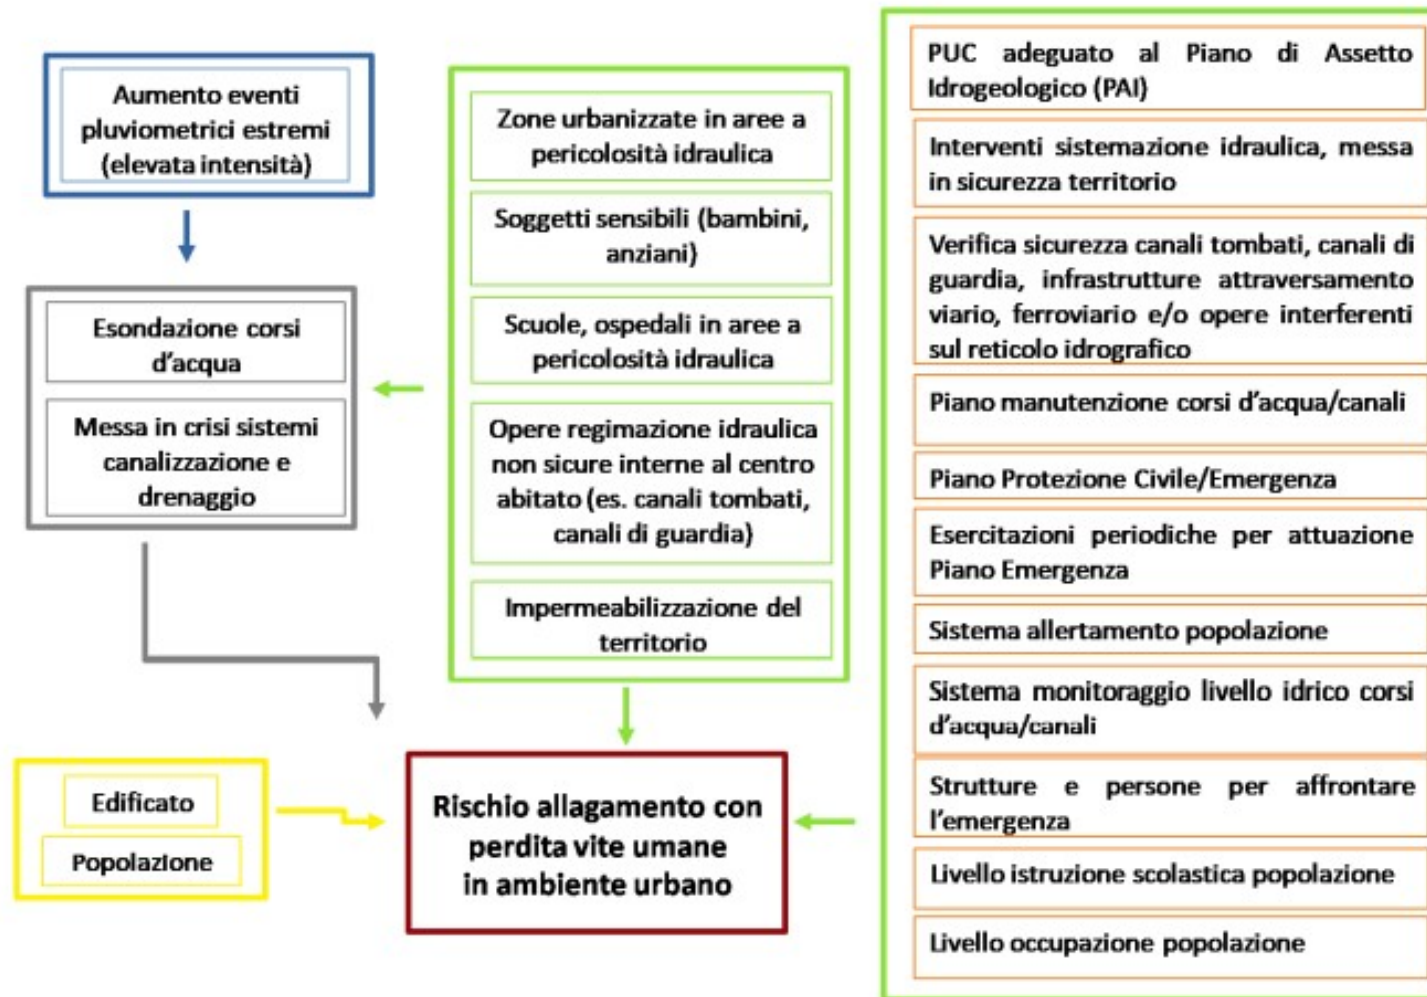 Aumento eventi
pluviometrici estremi
(elevata intensità)
Esondazione corsi
d'acqua
Messa in crisi sistemi
canalizzazione e
drenaggio
Edificato
Popolazione
Zone urbanizzate in aree a
pericolosità idraulica
Soggetti sensibili (bambini,
anziani)
Scuole, ospedali in aree a
pericolosità idraulica
Opere regimazione idraulica
non sicure interne al centro
abitato (es. canali tombati,
canali di guardia)
Impermeabilizzazione del
territorio
Rischio allagamento con
perdita vite umane
in ambiente urbano
PUC adeguato al Piano di Assetto
Idrogeologico (PAI)
Interventi sistemazione idraulica, messa
in sicurezza territorio
Verifica sicurezza canali tombati, canali di
guardia, infrastrutture attraversamento
viario, ferroviario e/o opere interferenti
sul reticolo idrografico
Piano manutenzione corsi d'acqua/canali
Piano Protezione Civile/Emergenza
Esercitazioni periodiche per attuazione
Piano Emergenza
Sistema allertamento popolazione
Sistema monitoraggio livello idrico corsi
d'acqua/canali
Strutture e persone per affrontare
l'emergenza
Livello istruzione scolastica popolazione
Livello occupazione popolazione